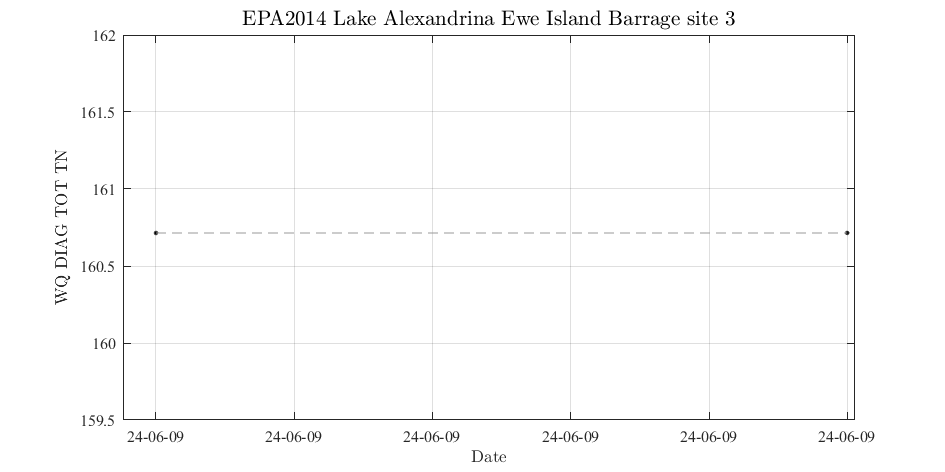 EPA2014 Lake Alexandrina Ewe Island Barrage site 3
162
161.5
161
160.5
160
159.5
WQ DIAG TOT TN
24-06-09 24-06-09 24-06-09 24-06-09 24-06-09 24-06-09
Date